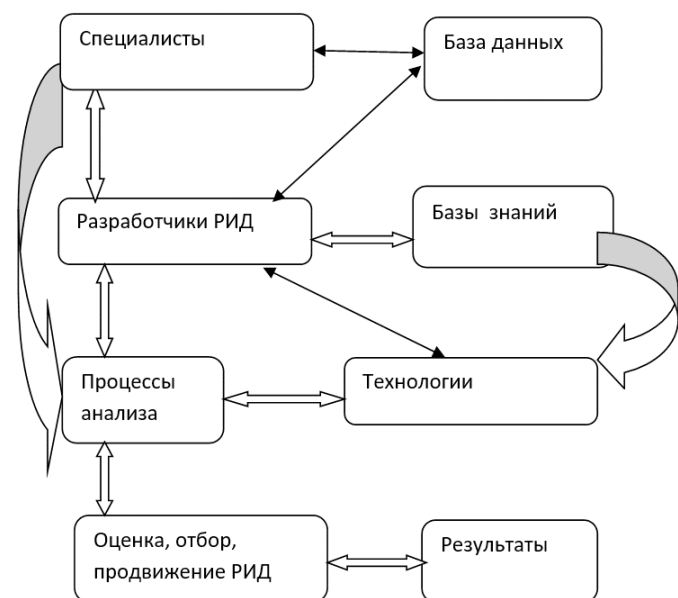 Специалисты
База данных
Разработчики РИД
Базы знаний
Процессы
анализа
Технологии
Оценка, отбор,
продвижение РИД
Результаты